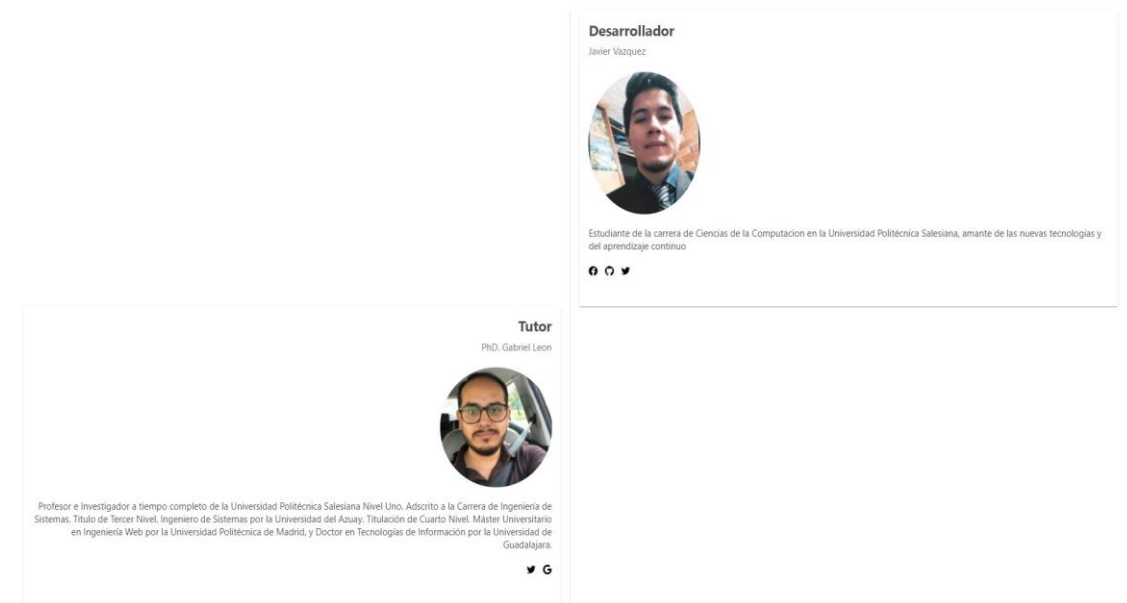 Desarrollador
Javier Vazquez
Estudiante de la carrera de Ciencias de la Computacion en la Universidad Politécnica Salesiana, amante de las nuevas tecnologias y
del aprendizaje continuo
Tutor
PhD. Gabriel Leon
Profesor e Investigador a tiempo completo de la Universidad Politécnica Salesiana Nivel Uno. Adscrito a la Carrera de Ingeniería de
Sistemas. Titulo de Tercer Nivel. Ingeniero de Sistemas por la Universidad del Azuay. Titulación de Cuarto Nivel. Máster Universitario
en Ingeniería Web por la Universidad Politécnica de Madrid, y Doctor en Tecnologías de Información por la Universidad de
Guadalajara.